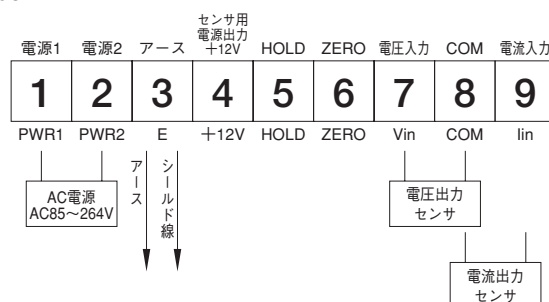 センサ用
電源出力
電源1 電源2 アース +12V HOLD ZERO 電圧入力 COM 電流入力
1 2 3 4 5 6 7 8 9
PWR1 PWR2 E +12V HOLD ZERO Vin COM Iin
AC電源
AC85~264V
アース
シールド線
電圧出力
センサ
電流出力
センサ